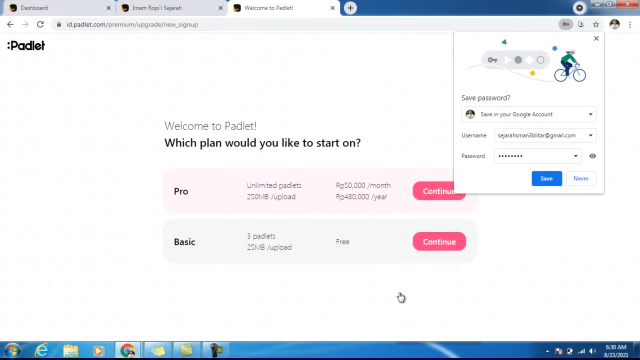 Dashboard
Imam Ropi'i Sejarah
Welcome to Padlet!
id.padlet.com/premium/upgrade/new_signup
:Padlet
Save password?
Save in your Google Account
Username
sejarahsman3blitar@gmail.com
Password
••••••••
Save
Never
Welcome to Padlet!
Which plan would you like to start on?
Pro
Unlimited padlets
250MB /upload
Rp50,000 /month
Rp480,000 /year
Continue
Basic
3 padlets
25MB /upload
Free
Continue
6:30 AM
8/23/2021